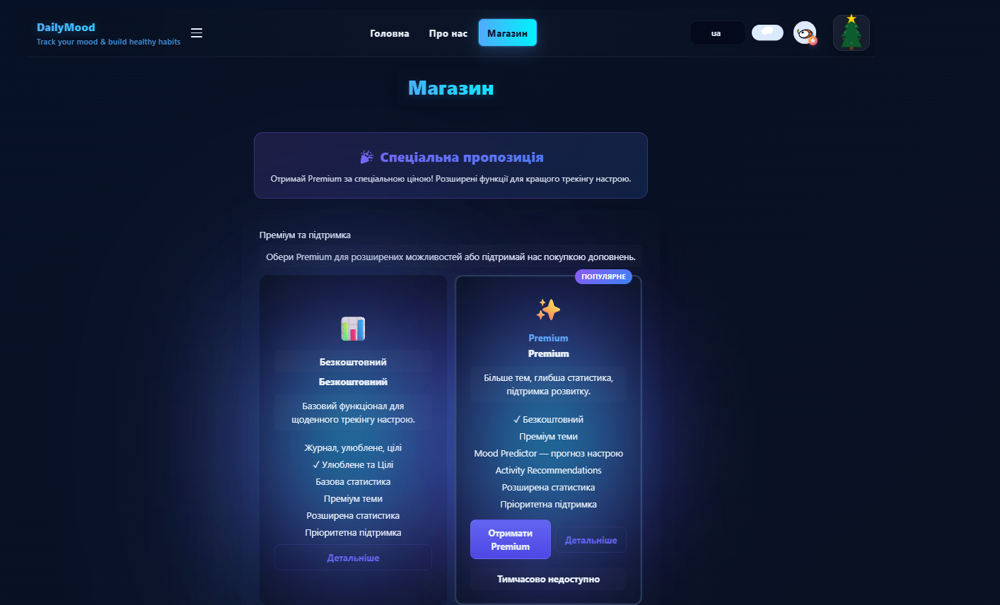 DailyMood
Track your mood & build healthy habits
Головна
Про нас
Магазин
ua
Магазин
Спеціальна пропозиція
Отримай Premium за спеціальною ціною! Розширені функції для кращого трекінгу настрою.
Преміум та підтримка
Обери Premium для розширених можливостей або підтримай нас покупкою доповнень.
Безкоштовний
Безкоштовний
Базовий функціонал для
щоденного трекінгу настрою.
Журнал, улюблене, цілі
✓ Улюблене та Цілі
Базова статистика
Преміум теми
Розширена статистика
Пріоритетна підтримка
Детальніше
ПОПУЛЯРНЕ
Premium
Premium
Більше тем, глибша статистика,
підтримка розвитку.
✓ Безкоштовний
Преміум теми
Mood Predictor — прогноз настрою
Activity Recommendations
Розширена статистика
Пріоритетна підтримка
Отримати
Premium
Детальніше
Тимчасово недоступно